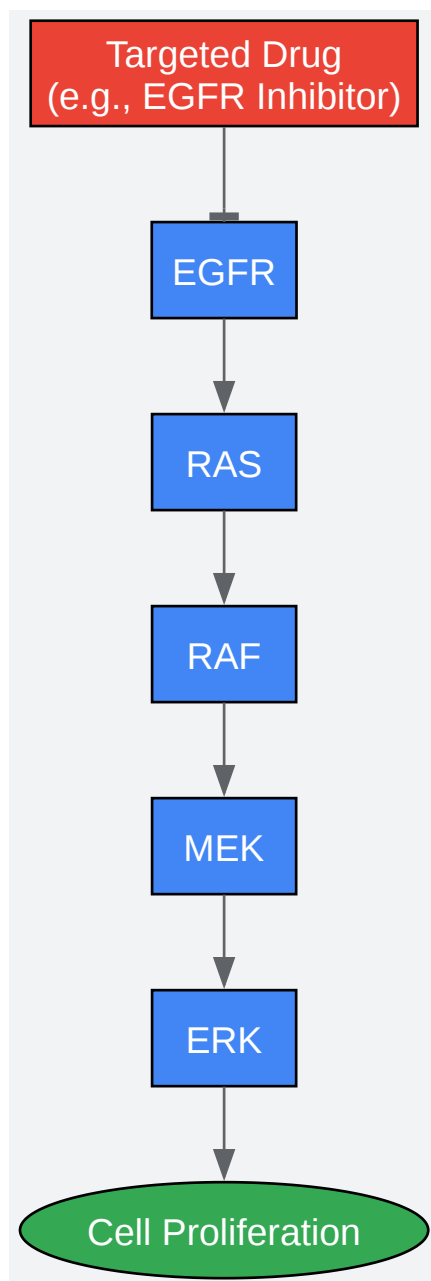 Targeted Drug
(e.g., EGFR Inhibitor)
EGFR
RAS
RAF
MEK
ERK
Cell Proliferation